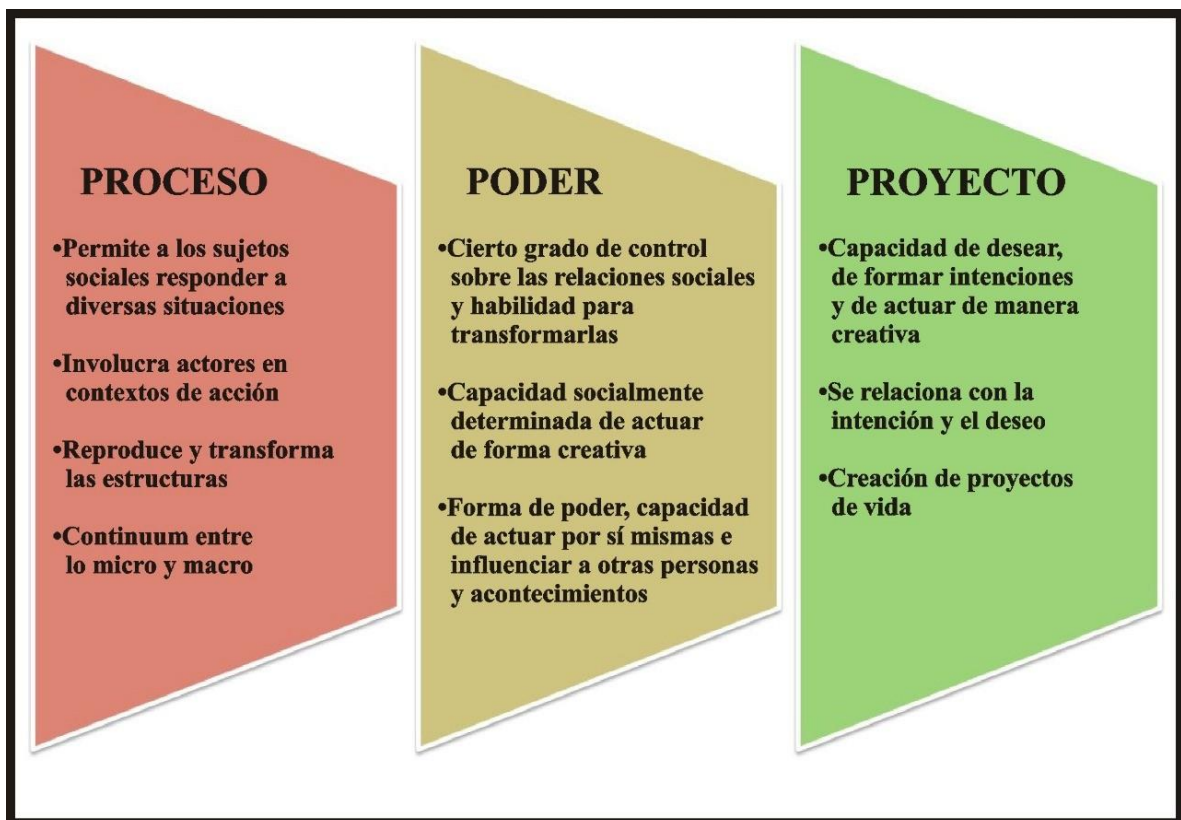 PROCESO
•Permite a los sujetos
sociales responder a
diversas situaciones
•Involucra actores en
contextos de acción
•Reproduce y transforma
las estructuras
•Continuum entre
lo micro y macro
PODER
•Cierto grado de control
sobre las relaciones sociales
y habilidad para
transformarlas
•Capacidad socialmente
determinada de actuar
de forma creativa
•Forma de poder, capacidad
de actuar por sí mismas e
influenciar a otras personas
y acontecimientos
PROYECTO
•Capacidad de desear,
de formar intenciones
y de actuar de manera
creativa
•Se relaciona con la
intención y el deseo
•Creación de proyectos
de vida